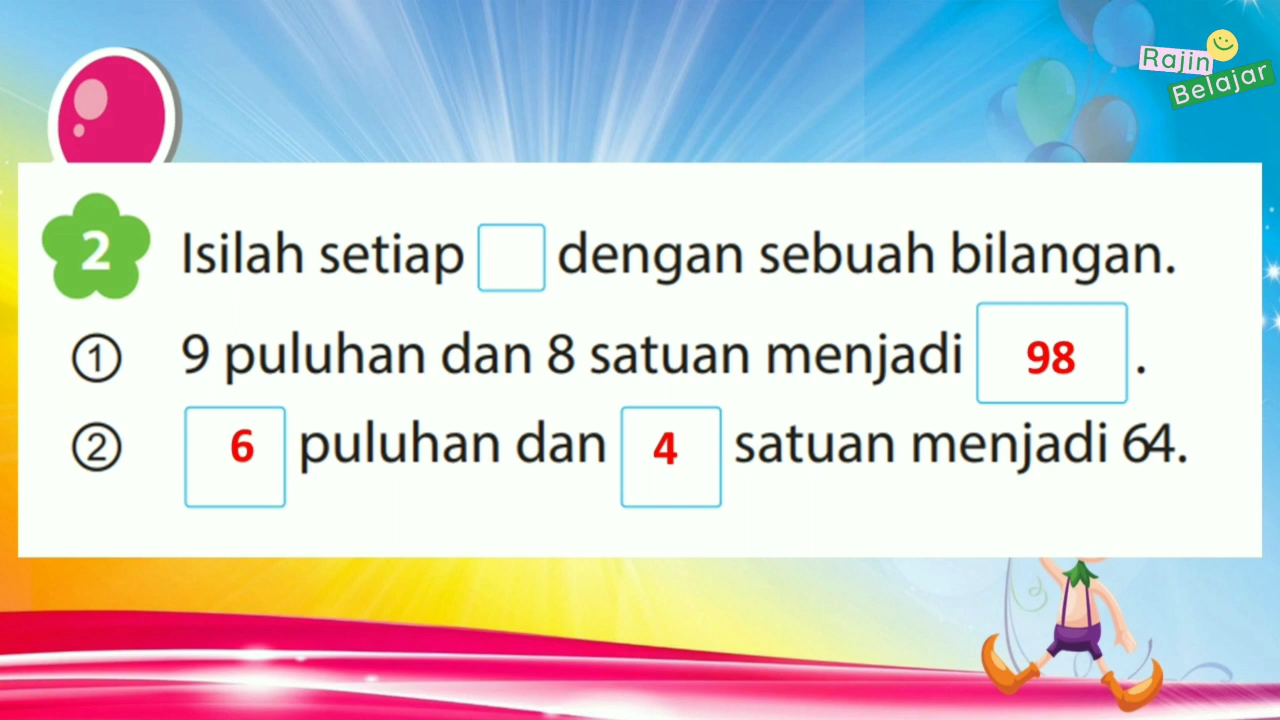 Rajin
Belajar
2 Isilah setiap dengan sebuah bilangan.
① 9 puluhan dan 8 satuan menjadi 98 .
② 6 puluhan dan 4 satuan menjadi 64.